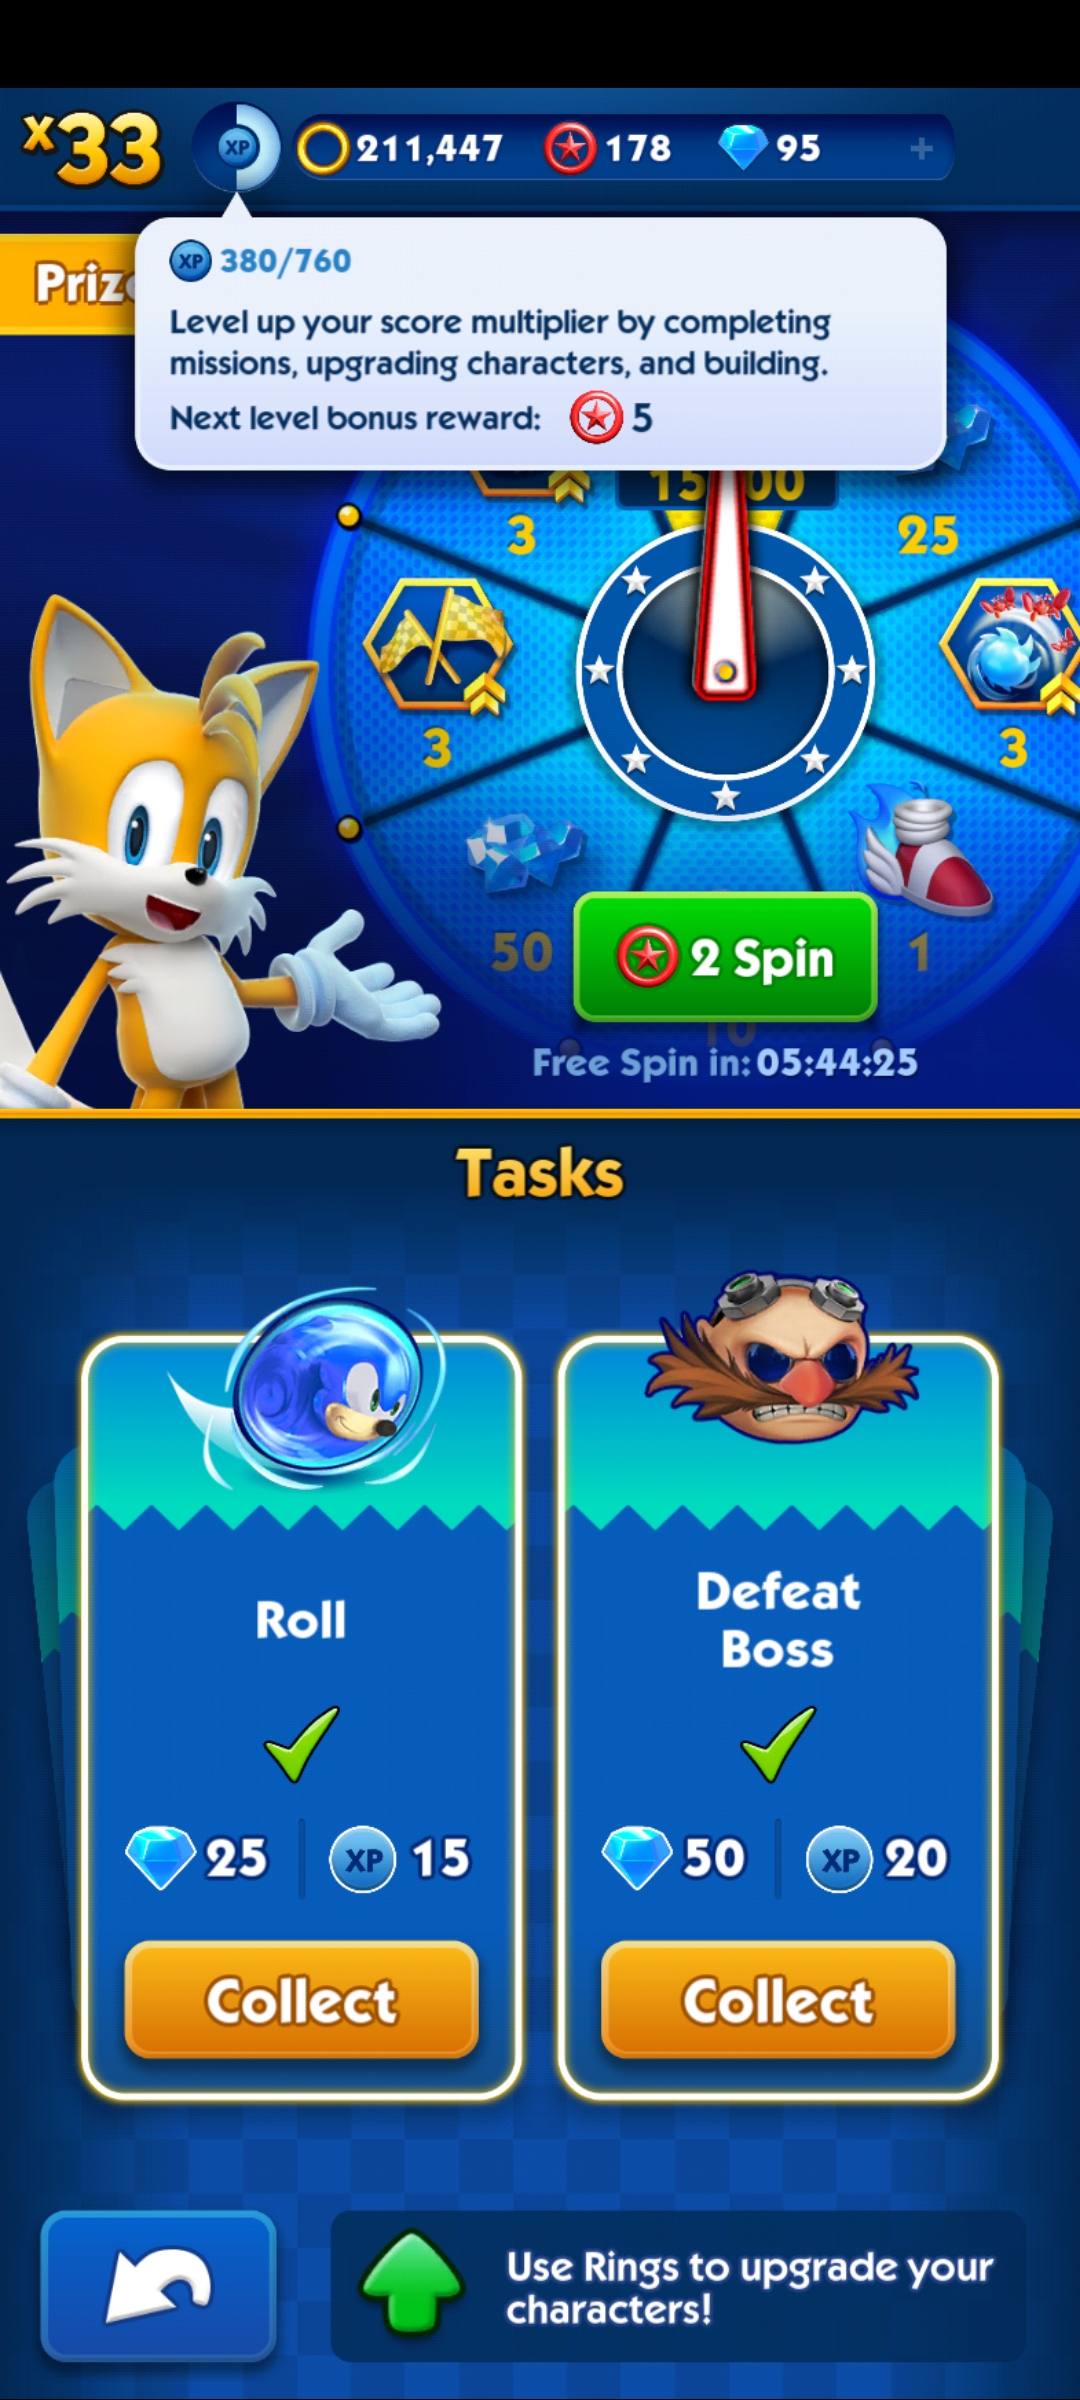 x33
XP
211,447
178
95
+
XP 380/760
Level up your score multiplier by completing
missions, upgrading characters, and building.
Next level bonus reward: 5
3
25
3
3
50
1
2 Spin
10
Free Spin in: 05:44:25
Tasks
Roll
25
XP 15
Collect
Defeat
Boss
50
XP 20
Collect
Use Rings to upgrade your
characters!